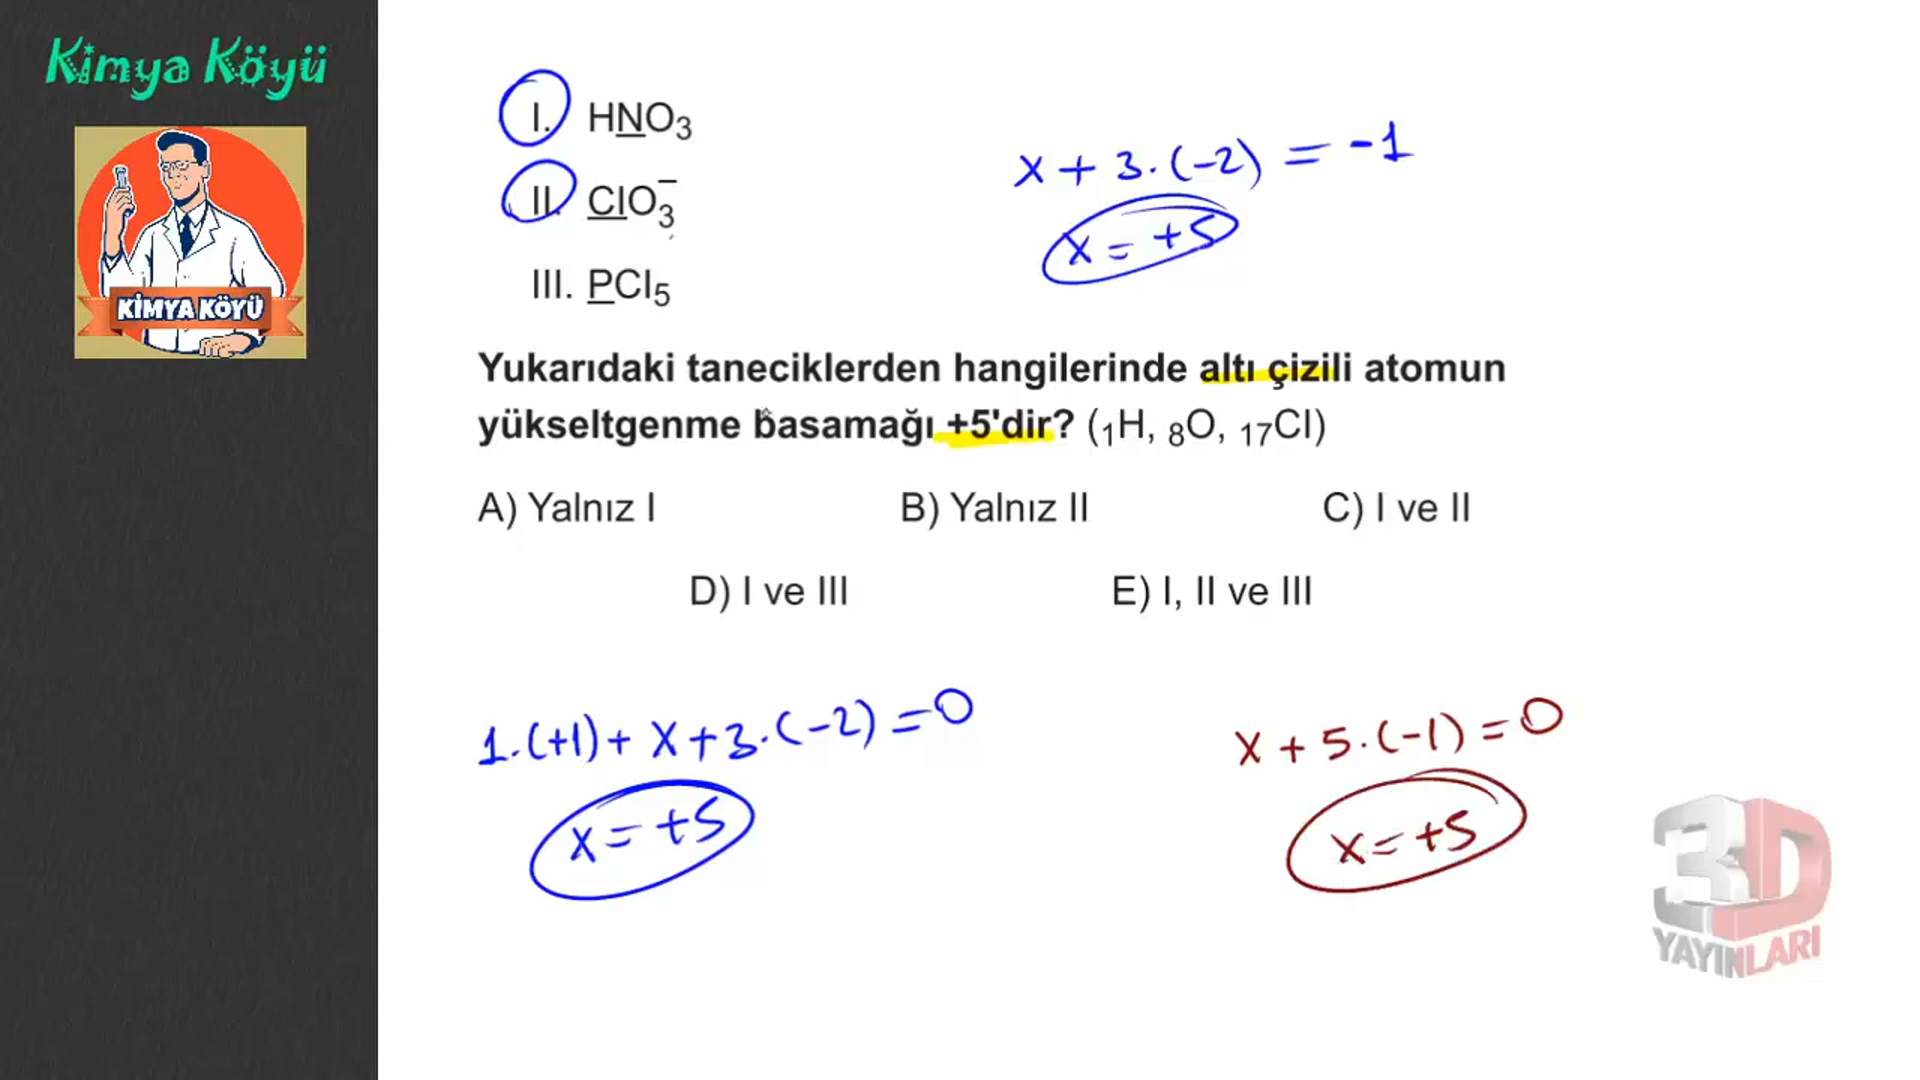 Kimya Köyü
KİMYA KÖYÜ
I. HNO₃
II. ClO₃⁻
III. PCl₅
x + 3.(-2) = -1
x = +5
Yukarıdaki taneciklerden hangilerinde altı çizili atomun
yükseltgenme basamağı +5'dir? (₁H, ₈O, ₁₇Cl)
A) Yalnız I B) Yalnız II C) I ve II
D) I ve III E) I, II ve III
1.(+1) + x + 3.(-2) = 0
x = +5
x + 5.(-1) = 0
x = +5
3D
YAYINLARI